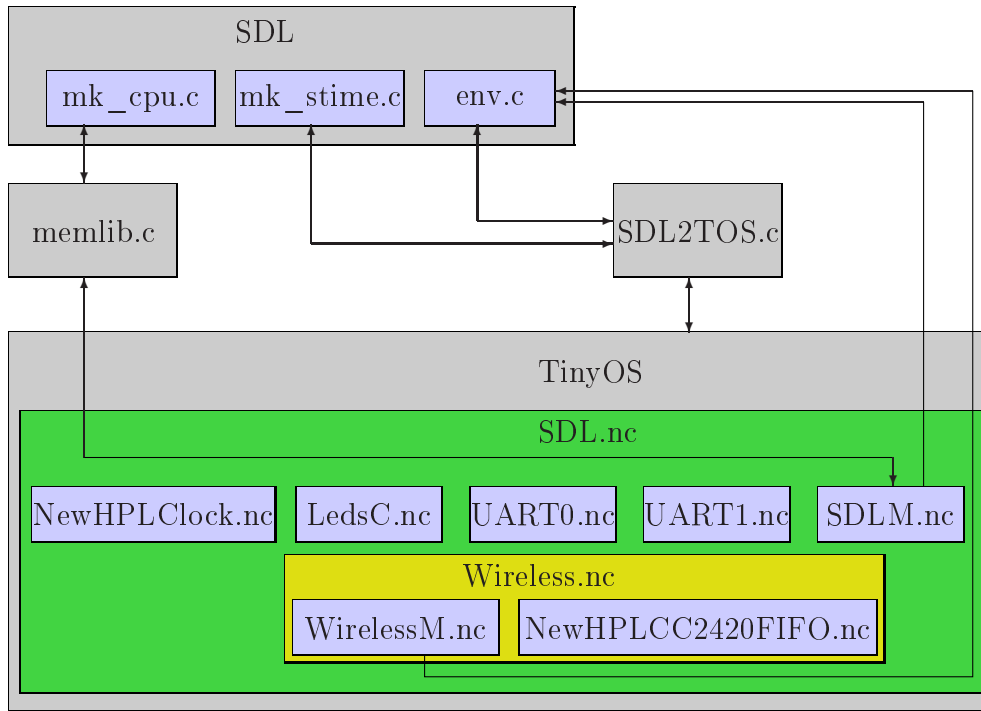 SDL
mk_cpu.c
mk_stime.c
env.c
memlib.c
SDL2TOS.c
TinyOS
SDL.nc
NewHPLClock.nc
LedsC.nc
UART0.nc
UART1.nc
SDLM.nc
Wireless.nc
WirelessM.nc
NewHPLCC2420FIFO.nc